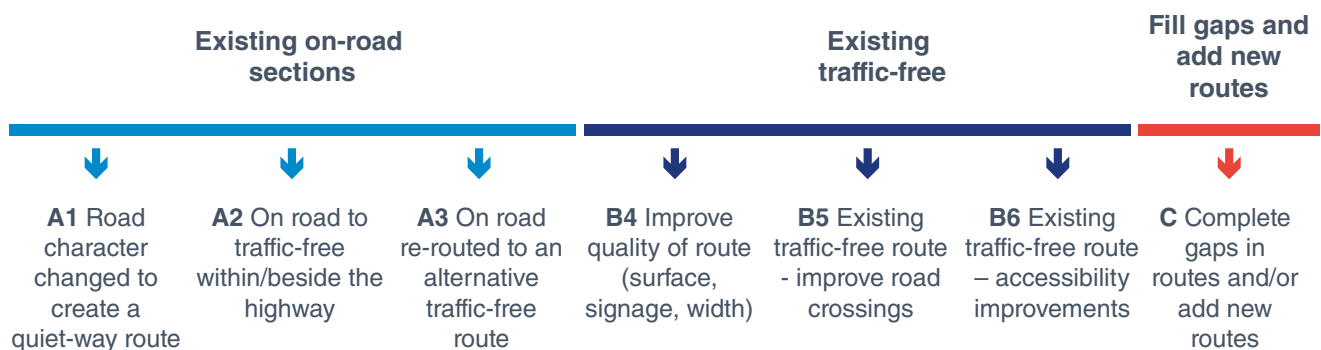 Existing on-road
sections
Existing
traffic-free
Fill gaps and
add new
routes
A1 Road
character
changed to
create a
quiet-way route
A2 On road to
traffic-free
within/beside the
highway
A3 On road
re-routed to an
alternative
traffic-free
route
B4 Improve
quality of route
(surface,
signage, width)
B5 Existing
traffic-free route
- improve road
crossings
B6 Existing
traffic-free route
– accessibility
improvements
C Complete
gaps in
routes and/or
add new
routes